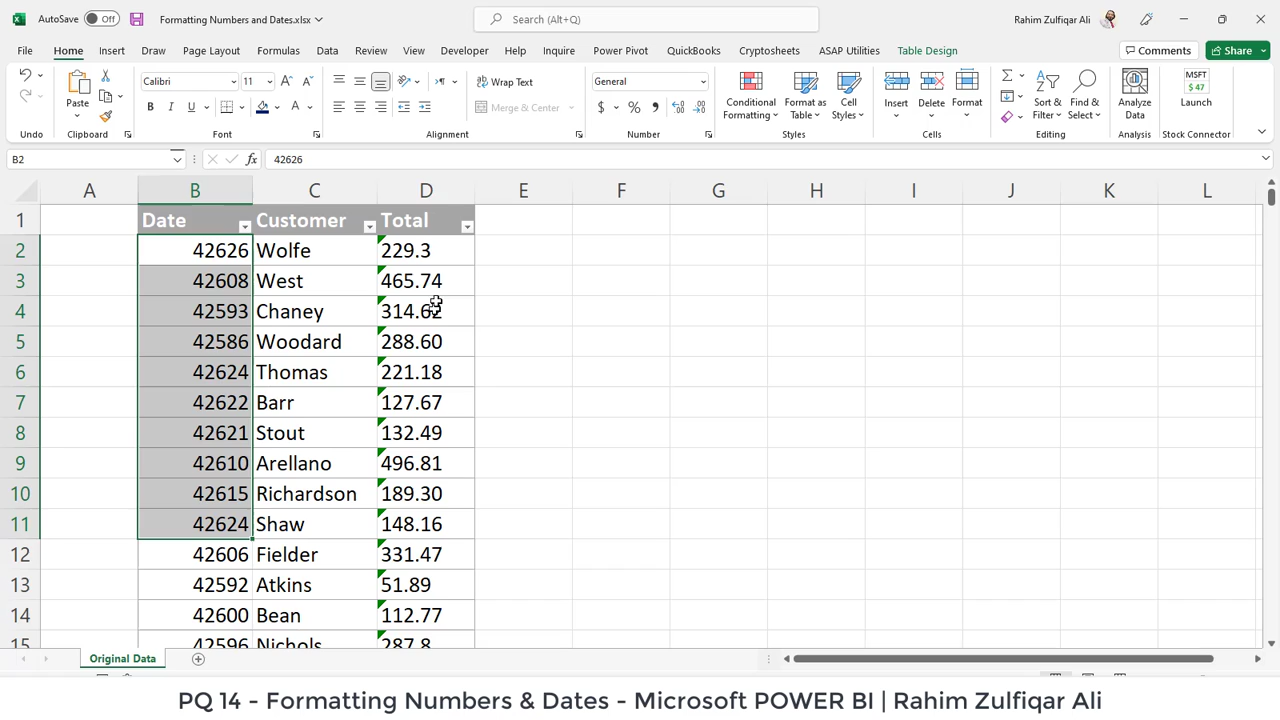 AutoSave Off Formatting Numbers and Dates.xlsx Search (Alt+Q) Rahim Zulfiqar Ali
File Home Insert Draw Page Layout Formulas Data Review View Developer Help Inquire Power Pivot QuickBooks Cryptosheets ASAP Utilities Table Design Comments Share
Calibri 11 Wrap Text General
Paste B I U A Merge & Center $ % Conditional Formatting Format as Table Cell Styles Insert Delete Format Sort & Filter Find & Select Analyze Data MSFT $ 47 Launch
Undo Clipboard Font Alignment Number Styles Cells Editing Analysis Stock Connector
B2 fx 42626
A B C D E F G H I J K L
1 Date Customer Total
2 42626 Wolfe 229.3
3 42608 West 465.74
4 42593 Chaney 314.62
5 42586 Woodard 288.60
6 42624 Thomas 221.18
7 42622 Barr 127.67
8 42621 Stout 132.49
9 42610 Arellano 496.81
10 42615 Richardson 189.30
11 42624 Shaw 148.16
12 42606 Fielder 331.47
13 42592 Atkins 51.89
14 42600 Bean 112.77
15 42596 Nichols 287.8
Original Data
PQ 14 - Formatting Numbers & Dates - Microsoft POWER BI | Rahim Zulfiqar Ali